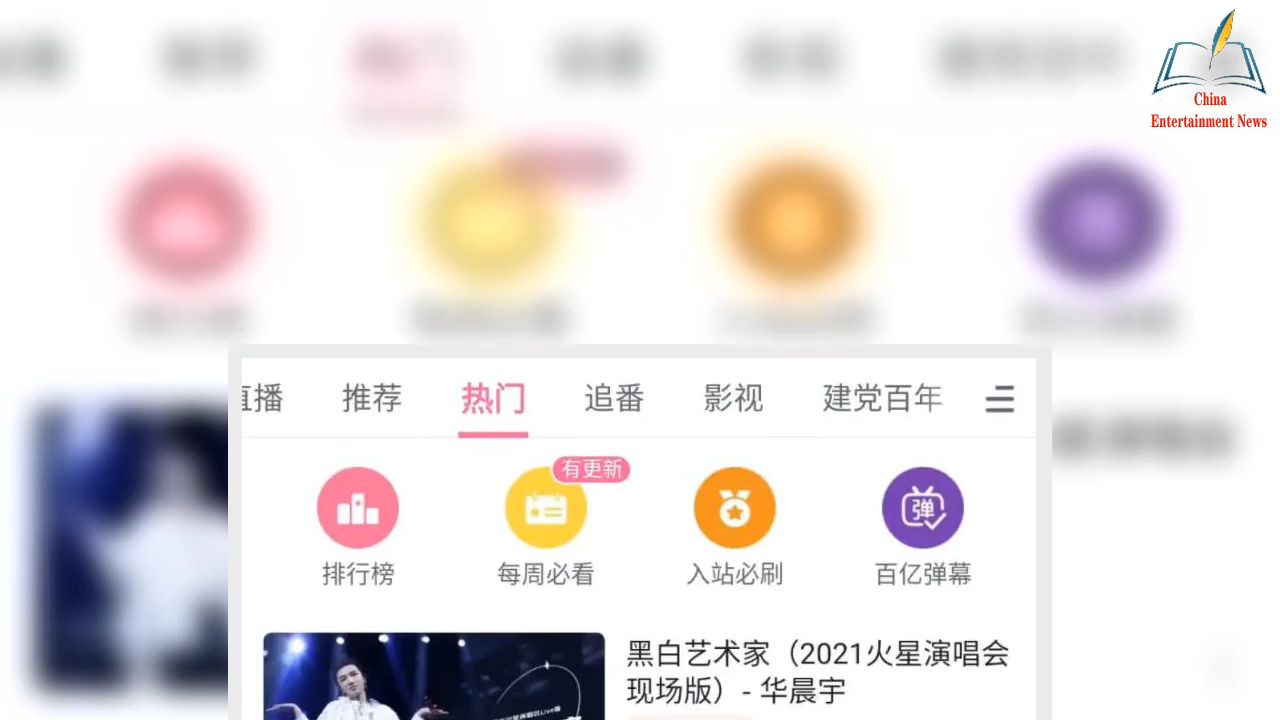 China
Entertainment News
直播
推荐
热门
追番
影视
建党百年
有更新
弹
排行榜
每周必看
入站必刷
百亿弹幕
黑白艺术家（2021火星演唱会
现场版）- 华晨宇